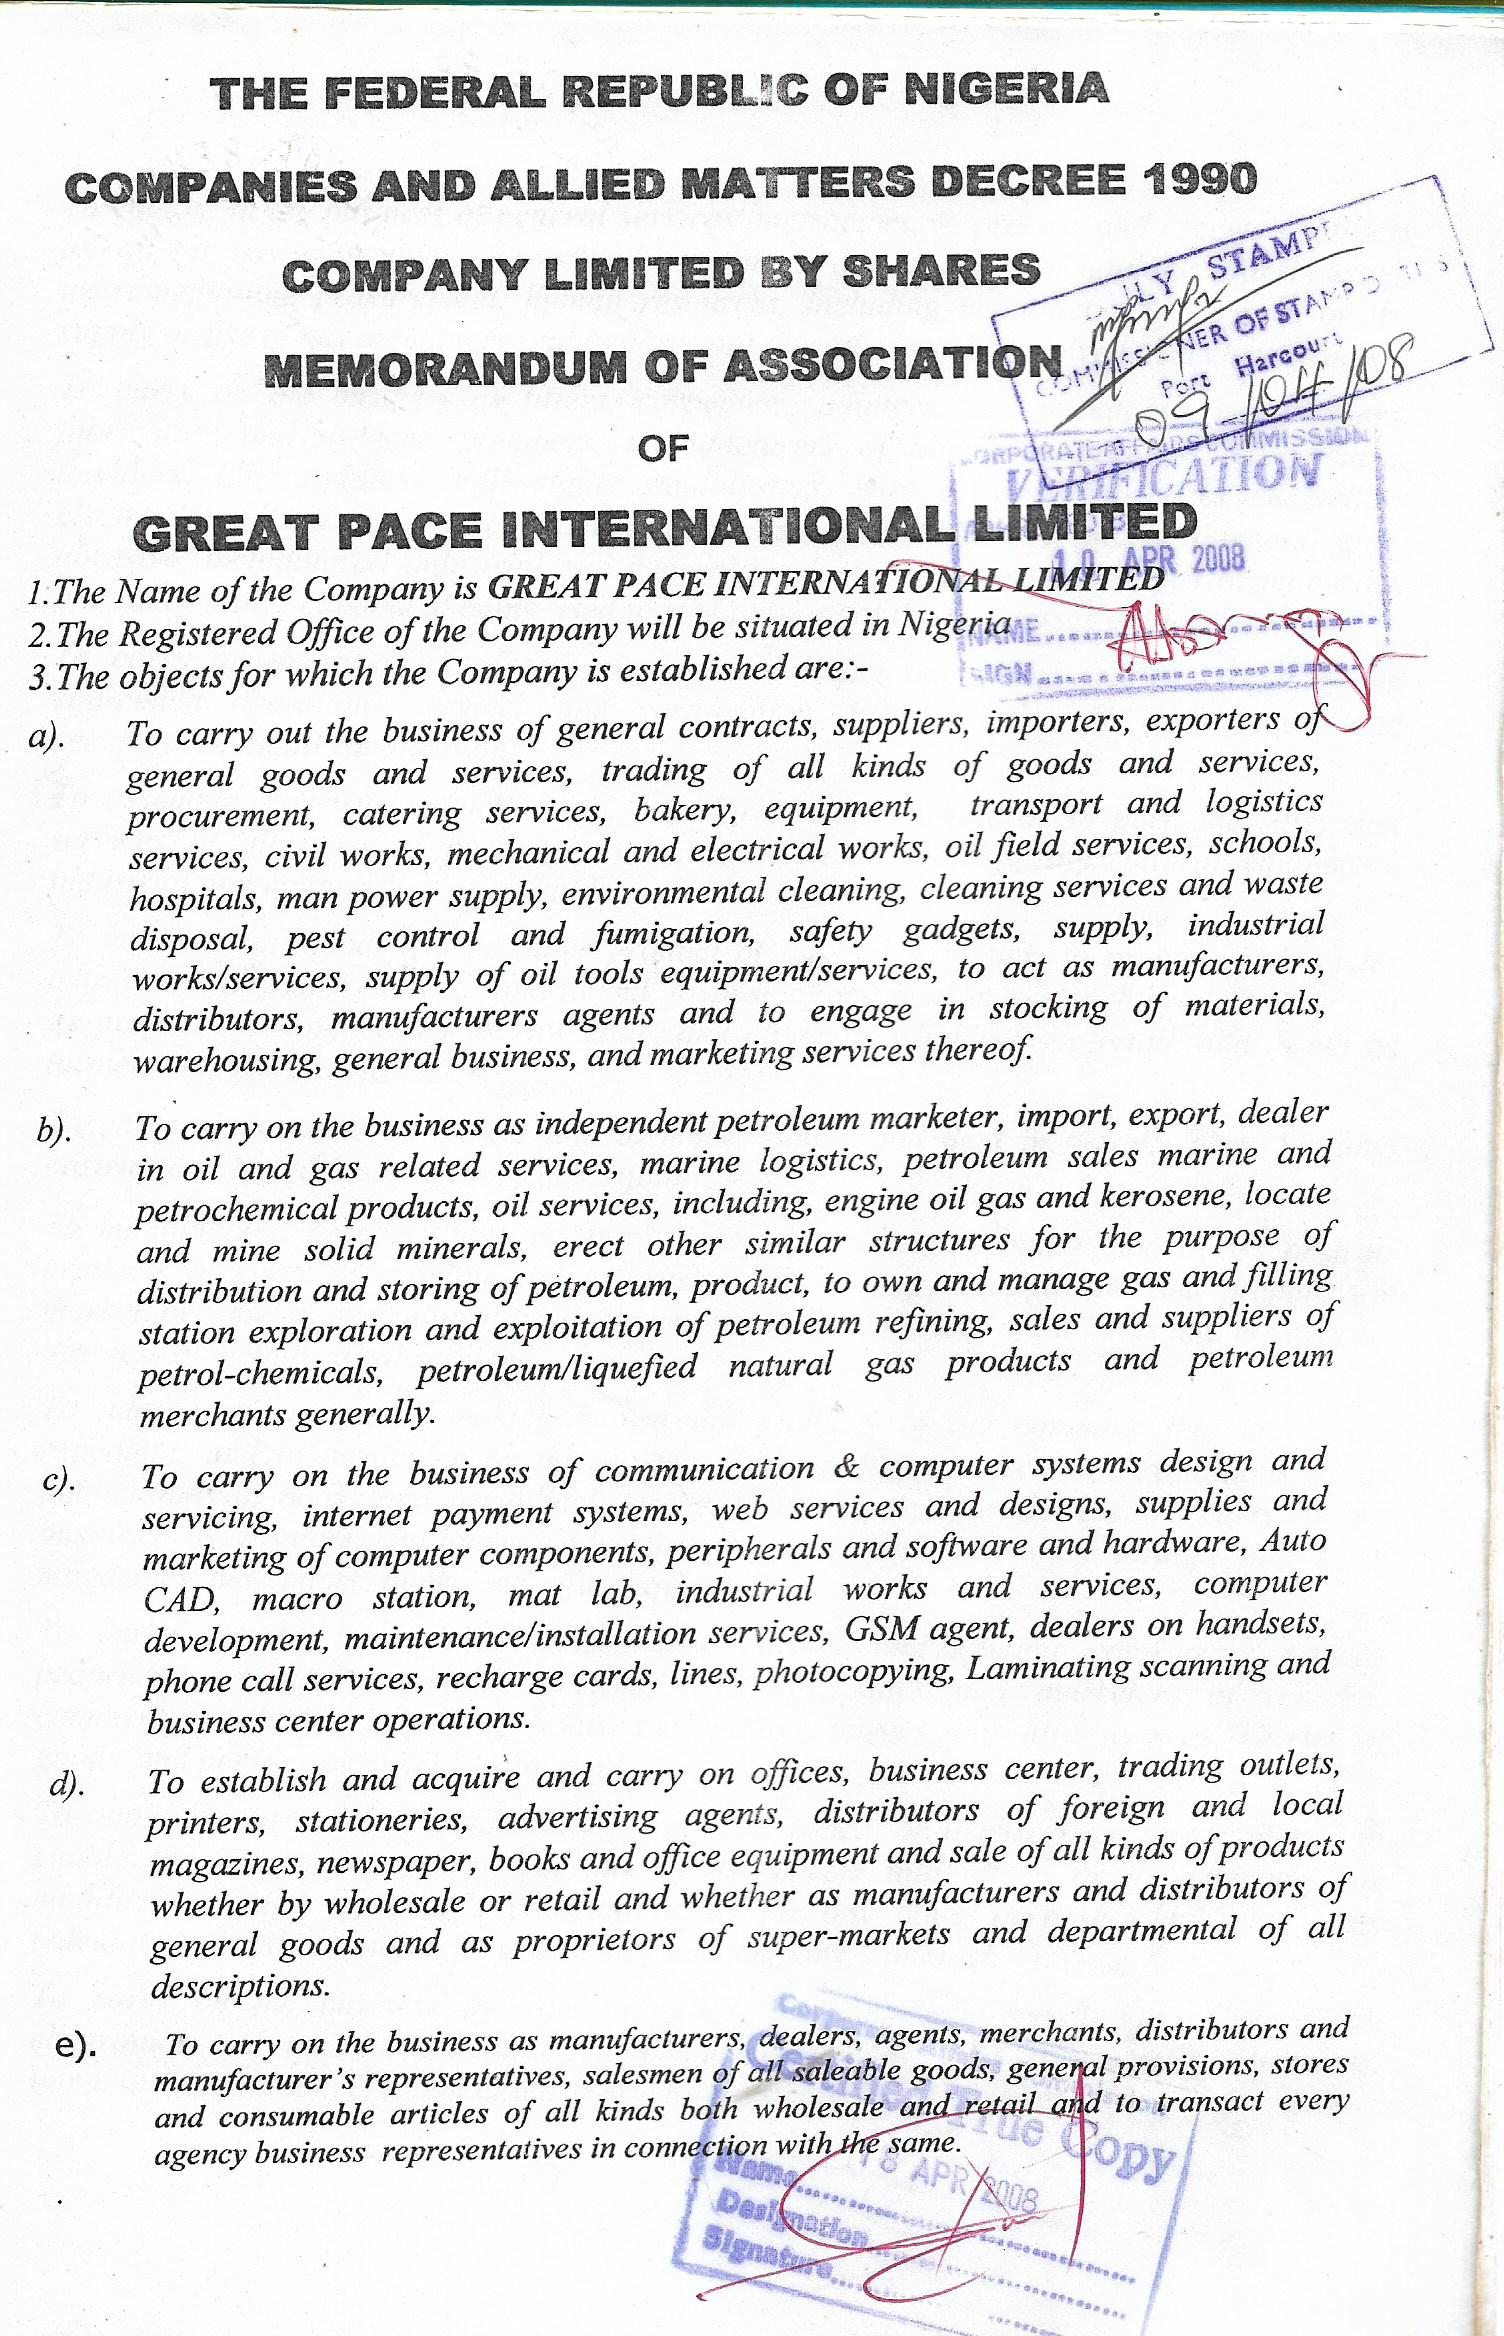 THE FEDERAL REPUBLIC OF NIGERIA
COMPANIES AND ALLIED MATTERS DECREE 1990
COMPANY LIMITED BY SHARES
MEMORANDUM OF ASSOCIATION
OF
GREAT PACE INTERNATIONAL LIMITED
STAMP
COMMISSIONER OF STAMP
Port Harcourt
09/04/08
CORPORATE AFFAIRS COMMISSION
VERIFICATION
10 APR 2008
NAME
SIGN
1.The Name of the Company is GREAT PACE INTERNATIONAL LIMITED
2.The Registered Office of the Company will be situated in Nigeria
3.The objects for which the Company is established are:-
a). To carry out the business of general contracts, suppliers, importers, exporters of
general goods and services, trading of all kinds of goods and services,
procurement, catering services, bakery, equipment, transport and logistics
services, civil works, mechanical and electrical works, oil field services, schools,
hospitals, man power supply, environmental cleaning, cleaning services and waste
disposal, pest control and fumigation, safety gadgets, supply, industrial
works/services, supply of oil tools equipment/services, to act as manufacturers,
distributors, manufacturers agents and to engage in stocking of materials,
warehousing, general business, and marketing services thereof.
b). To carry on the business as independent petroleum marketer, import, export, dealer
in oil and gas related services, marine logistics, petroleum sales marine and
petrochemical products, oil services, including, engine oil gas and kerosene, locate
and mine solid minerals, erect other similar structures for the purpose of
distribution and storing of petroleum, product, to own and manage gas and filling
station exploration and exploitation of petroleum refining, sales and suppliers of
petrol-chemicals, petroleum/liquefied natural gas products and petroleum
merchants generally.
c). To carry on the business of communication & computer systems design and
servicing, internet payment systems, web services and designs, supplies and
marketing of computer components, peripherals and software and hardware, Auto
CAD, macro station, mat lab, industrial works and services, computer
development, maintenance/installation services, GSM agent, dealers on handsets,
phone call services, recharge cards, lines, photocopying, Laminating scanning and
business center operations.
d). To establish and acquire and carry on offices, business center, trading outlets,
printers, stationeries, advertising agents, distributors of foreign and local
magazines, newspaper, books and office equipment and sale of all kinds of products
whether by wholesale or retail and whether as manufacturers and distributors of
general goods and as proprietors of super-markets and departmental of all
descriptions.
e). To carry on the business as manufacturers, dealers, agents, merchants, distributors and
manufacturer's representatives, salesmen of all saleable goods, general provisions, stores
and consumable articles of all kinds both wholesale and retail and to transact every
agency business representatives in connection with the same.
Certified True Copy
18 APR 2008
Name
Designation
Signature